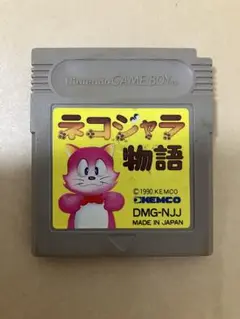 Nintendo GAME BOY
ネコジャラ
物語
©1990 KEMCO
KEMCO
DMG-NJJ
MADE IN JAPAN